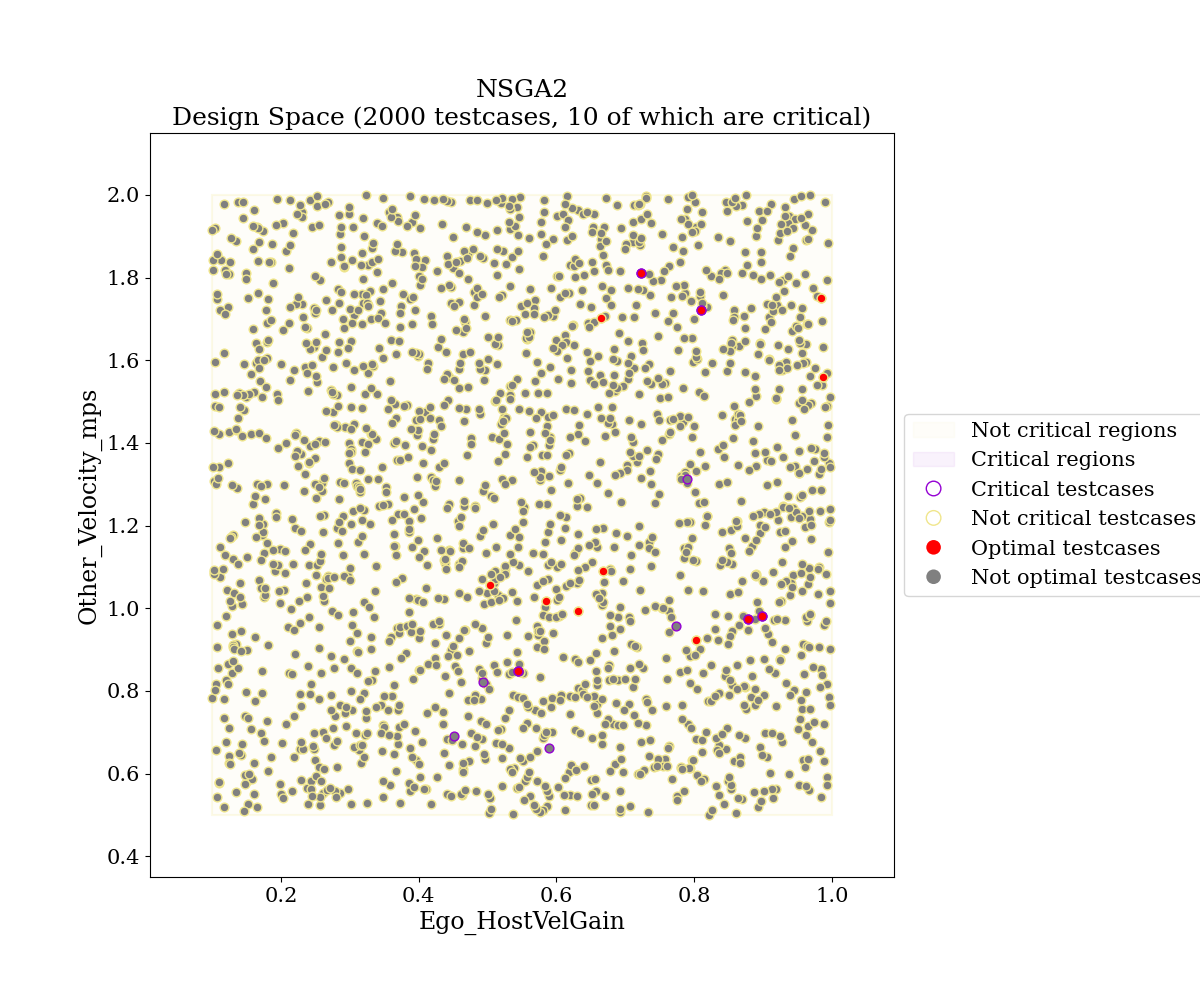 NSGA2
Design Space (2000 testcases, 10 of which are critical)
2.0
1.8
1.6
1.4
1.2
1.0
0.8
0.6
0.4
Other_Velocity_mps
0.2
0.4
0.6
0.8
1.0
Ego_HostVelGain
Not critical regions
Critical regions
Critical testcases
Not critical testcases
Optimal testcases
Not optimal testcases